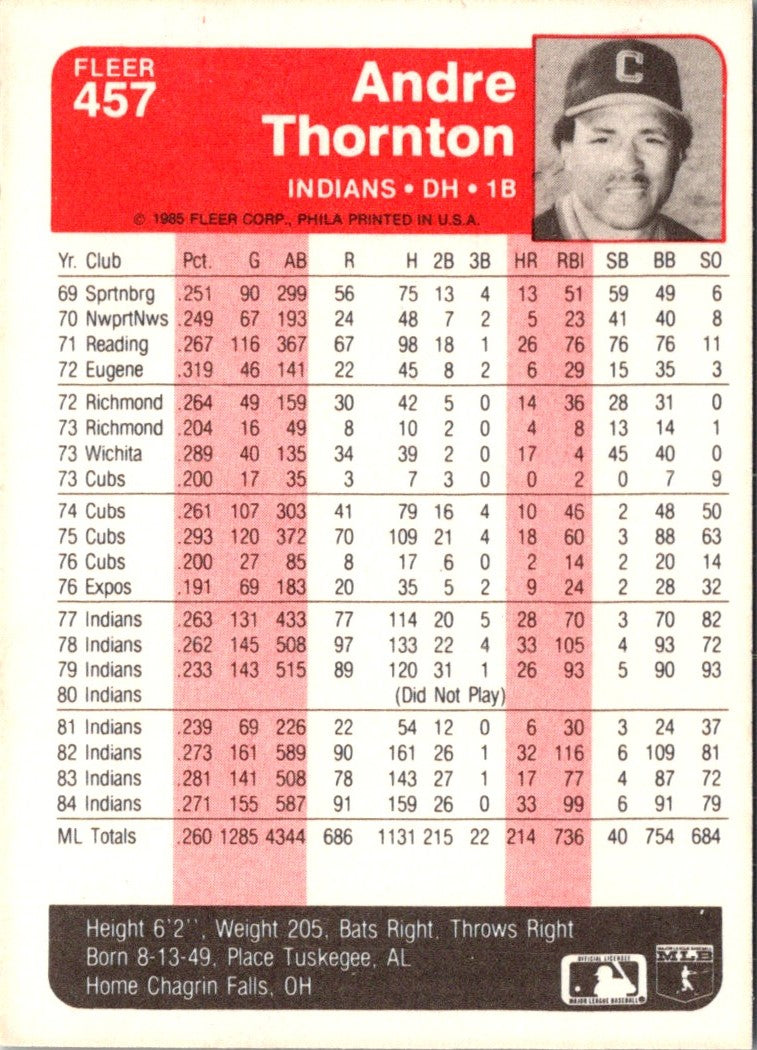 FLEER
457
Andre
Thornton
INDIANS • DH • 1B
© 1985 FLEER CORP., PHILA PRINTED IN U.S.A.
C
Yr. Club Pct. G AB R H 2B 3B HR RBI SB BB SO
69 Sprtnbrg .251 90 299 56 75 13 4 13 51 59 49 6
70 NwprtNws .249 67 193 24 48 7 2 5 23 41 40 8
71 Reading .267 116 367 67 98 18 1 26 76 76 76 11
72 Eugene .319 46 141 22 45 8 2 6 29 15 35 3
72 Richmond .264 49 159 30 42 5 0 14 36 28 31 0
73 Richmond .204 16 49 8 10 2 0 4 8 13 14 1
73 Wichita .289 40 135 34 39 2 0 17 4 45 40 0
73 Cubs .200 17 35 3 7 3 0 0 2 0 7 9
74 Cubs .261 107 303 41 79 16 4 10 46 2 48 50
75 Cubs .293 120 372 70 109 21 4 18 60 3 88 63
76 Cubs .200 27 85 8 17 6 0 2 14 2 20 14
76 Expos .191 69 183 20 35 5 2 9 24 2 28 32
77 Indians .263 131 433 77 114 20 5 28 70 3 70 82
78 Indians .262 145 508 97 133 22 4 33 105 4 93 72
79 Indians .233 143 515 89 120 31 1 26 93 5 90 93
80 Indians (Did Not Play)
81 Indians .239 69 226 22 54 12 0 6 30 3 24 37
82 Indians .273 161 589 90 161 26 1 32 116 6 109 81
83 Indians .281 141 508 78 143 27 1 17 77 4 87 72
84 Indians .271 155 587 91 159 26 0 33 99 6 91 79
ML Totals .260 1285 4344 686 1131 215 22 214 736 40 754 684
Height 6'2'', Weight 205, Bats Right, Throws Right
Born 8-13-49, Place Tuskegee, AL
Home Chagrin Falls, OH
OFFICIAL LICENSEE
MAJOR LEAGUE BASEBALL
MAJOR LEAGUE BASEBALL
MLB